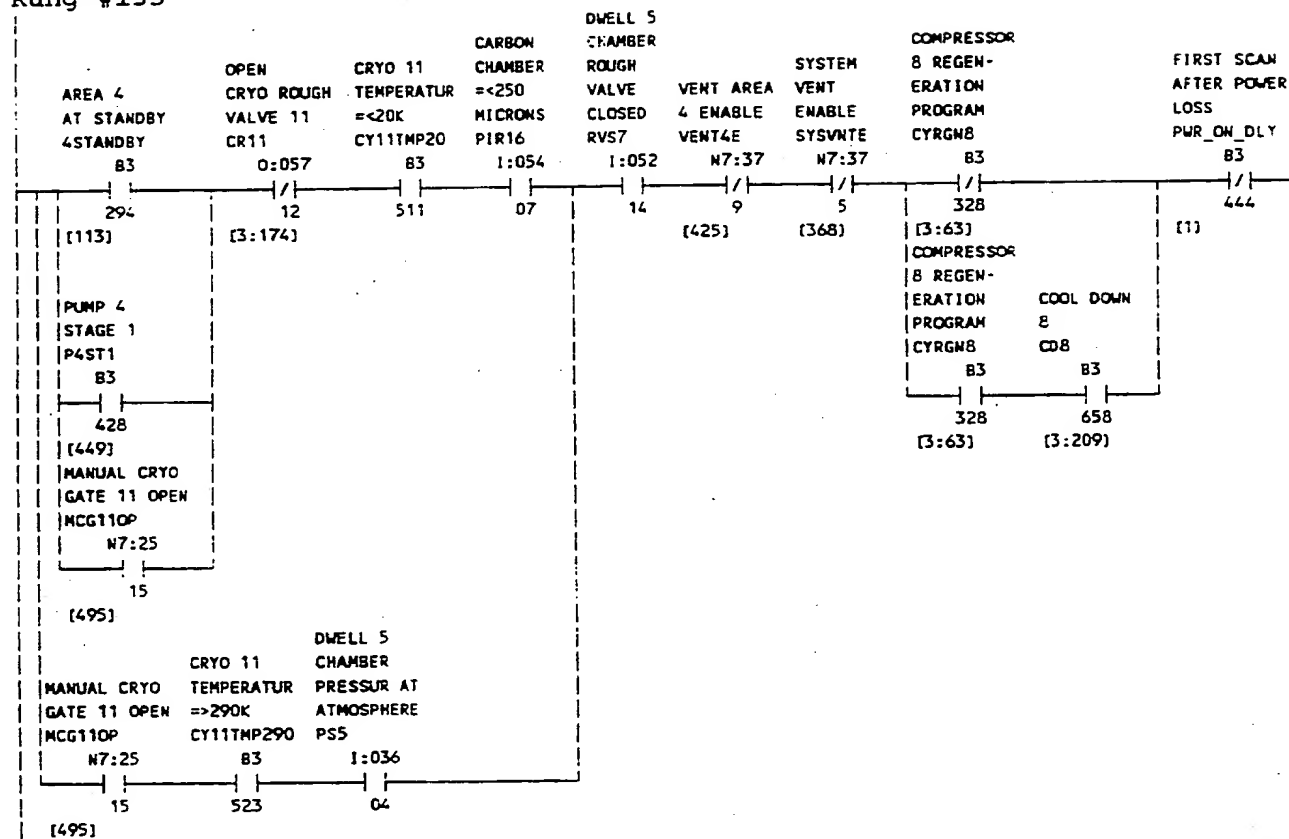 Rung #133
AREA 4
AT STANDBY
4STANDBY
B3
294
[113]
OPEN
CRYO ROUGH
VALVE 11
CR11
O:057
12
[3:174]
CRYO 11
TEMPERATUR
=<20K
CY11TMP20
B3
511
CARBON
CHAMBER
=<250
MICRONS
PIR16
I:054
07
DWELL 5
CHAMBER
ROUGH
VALVE
CLOSED
RVS7
I:052
14
VENT AREA
4 ENABLE
VENT4E
N7:37
9
[425]
SYSTEM
VENT
ENABLE
SYSVNTE
N7:37
5
[368]
COMPRESSOR
8 REGEN-
ERATION
PROGRAM
CYRGN8
B3
328
[3:63]
FIRST SCAN
AFTER POWER
LOSS
PWR_ON_DLY
B3
444
[1]
COMPRESSOR
8 REGEN-
ERATION
PROGRAM
CYRGN8
B3
328
[3:63]
COOL DOWN
8
CD8
B3
658
[3:209]
PUMP 4
STAGE 1
P4ST1
B3
428
[449]
MANUAL CRYO
GATE 11 OPEN
MCG11OP
N7:25
15
[495]
MANUAL CRYO
GATE 11 OPEN
MCG11OP
N7:25
15
[495]
CRYO 11
TEMPERATUR
=>290K
CY11TMP290
B3
523
DWELL 5
CHAMBER
PRESSUR AT
ATMOSPHERE
PS5
I:036
04